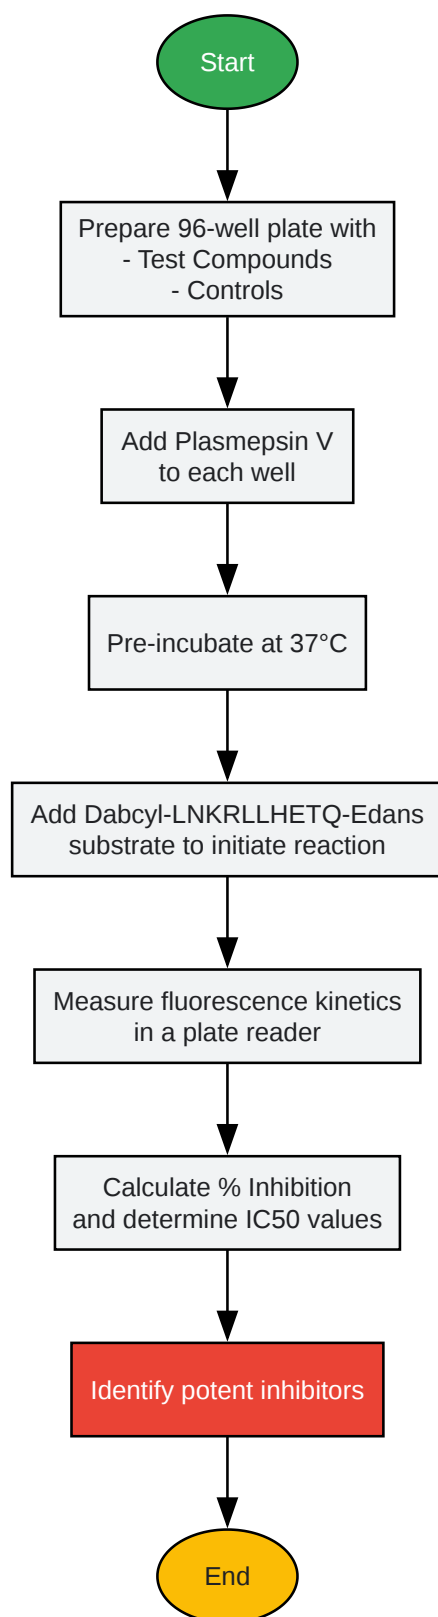 Start
Prepare 96-well plate with
- Test Compounds
- Controls
Add Plasmepsin V
to each well
Pre-incubate at 37°C
Add Dabcyl-LNKRLLHETQ-Edans
substrate to initiate reaction
Measure fluorescence kinetics
in a plate reader
Calculate % Inhibition
and determine IC50 values
Identify potent inhibitors
End